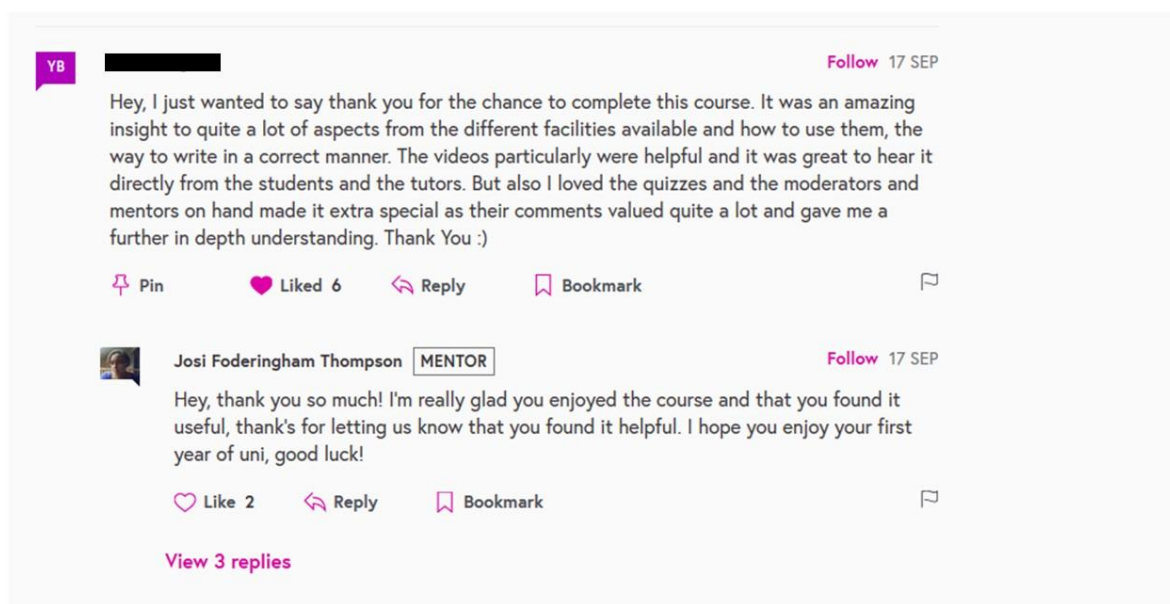 YB
Follow 17 SEP
Hey, I just wanted to say thank you for the chance to complete this course. It was an amazing
insight to quite a lot of aspects from the different facilities available and how to use them, the
way to write in a correct manner. The videos particularly were helpful and it was great to hear it
directly from the students and the tutors. But also I loved the quizzes and the moderators and
mentors on hand made it extra special as their comments valued quite a lot and gave me a
further in depth understanding. Thank You :)
Pin Liked 6 Reply Bookmark
Josi Foderingham Thompson MENTOR Follow 17 SEP
Hey, thank you so much! I'm really glad you enjoyed the course and that you found it
useful, thank's for letting us know that you found it helpful. I hope you enjoy your first
year of uni, good luck!
Like 2 Reply Bookmark
View 3 replies